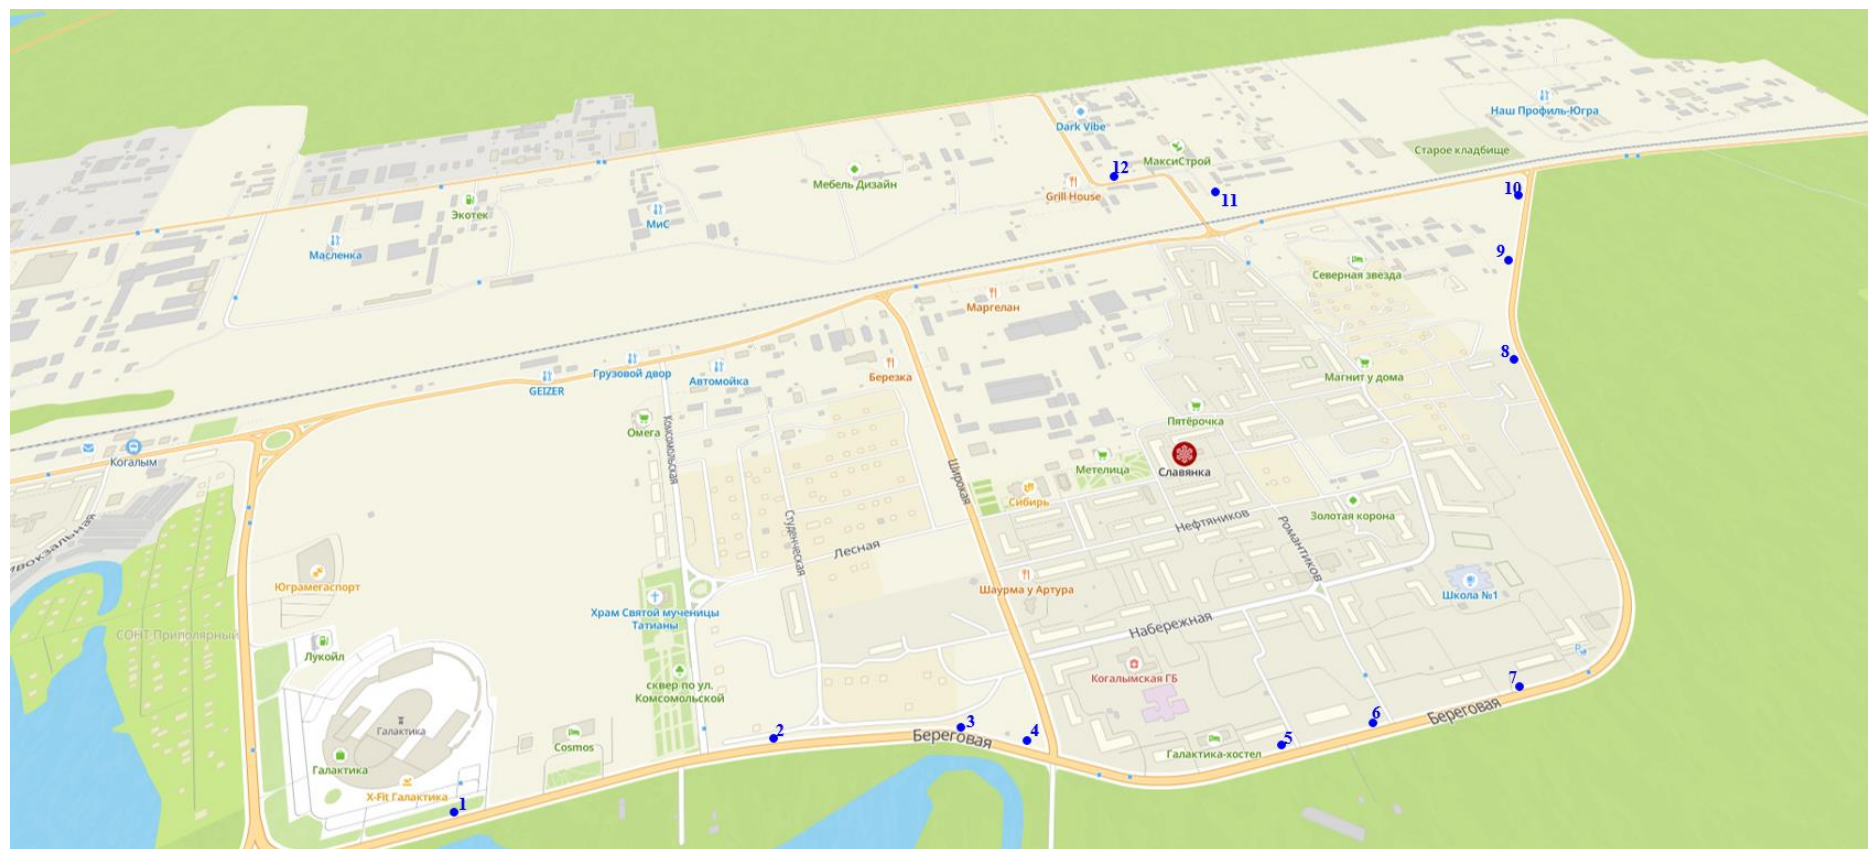 Наш Профиль-Югра
Dark Vibe
Старое кладбище
МаксиСтрой
12
Мебель Дизайн
Grill House
11
10
Экотек
МиС
Масленка
9
Северная звезда
Маргелан
8
Грузовой двор
Автомойка
Березка
GEIZER
Магнит у дома
Пятёрочка
Омега
Комсомольская
Когалым
Метелица
Славянка
Широкая
Сибирь
Золотая корона
Нефтяников
Романтиков
Студенческая
Лесная
Юграмегаспорт
Шаурма у Артура
Школа №1
Храм Святой мученицы
Татианы
Набережная
СОНТ Приполярный
Лукойл
Когалымская ГБ
7
сквер по ул.
Комсомольской
6
Береговая
Галактика
2
3
4
Береговая
5
Cosmos
Галактика-хостел
Галактика
X-Fit Галактика
1